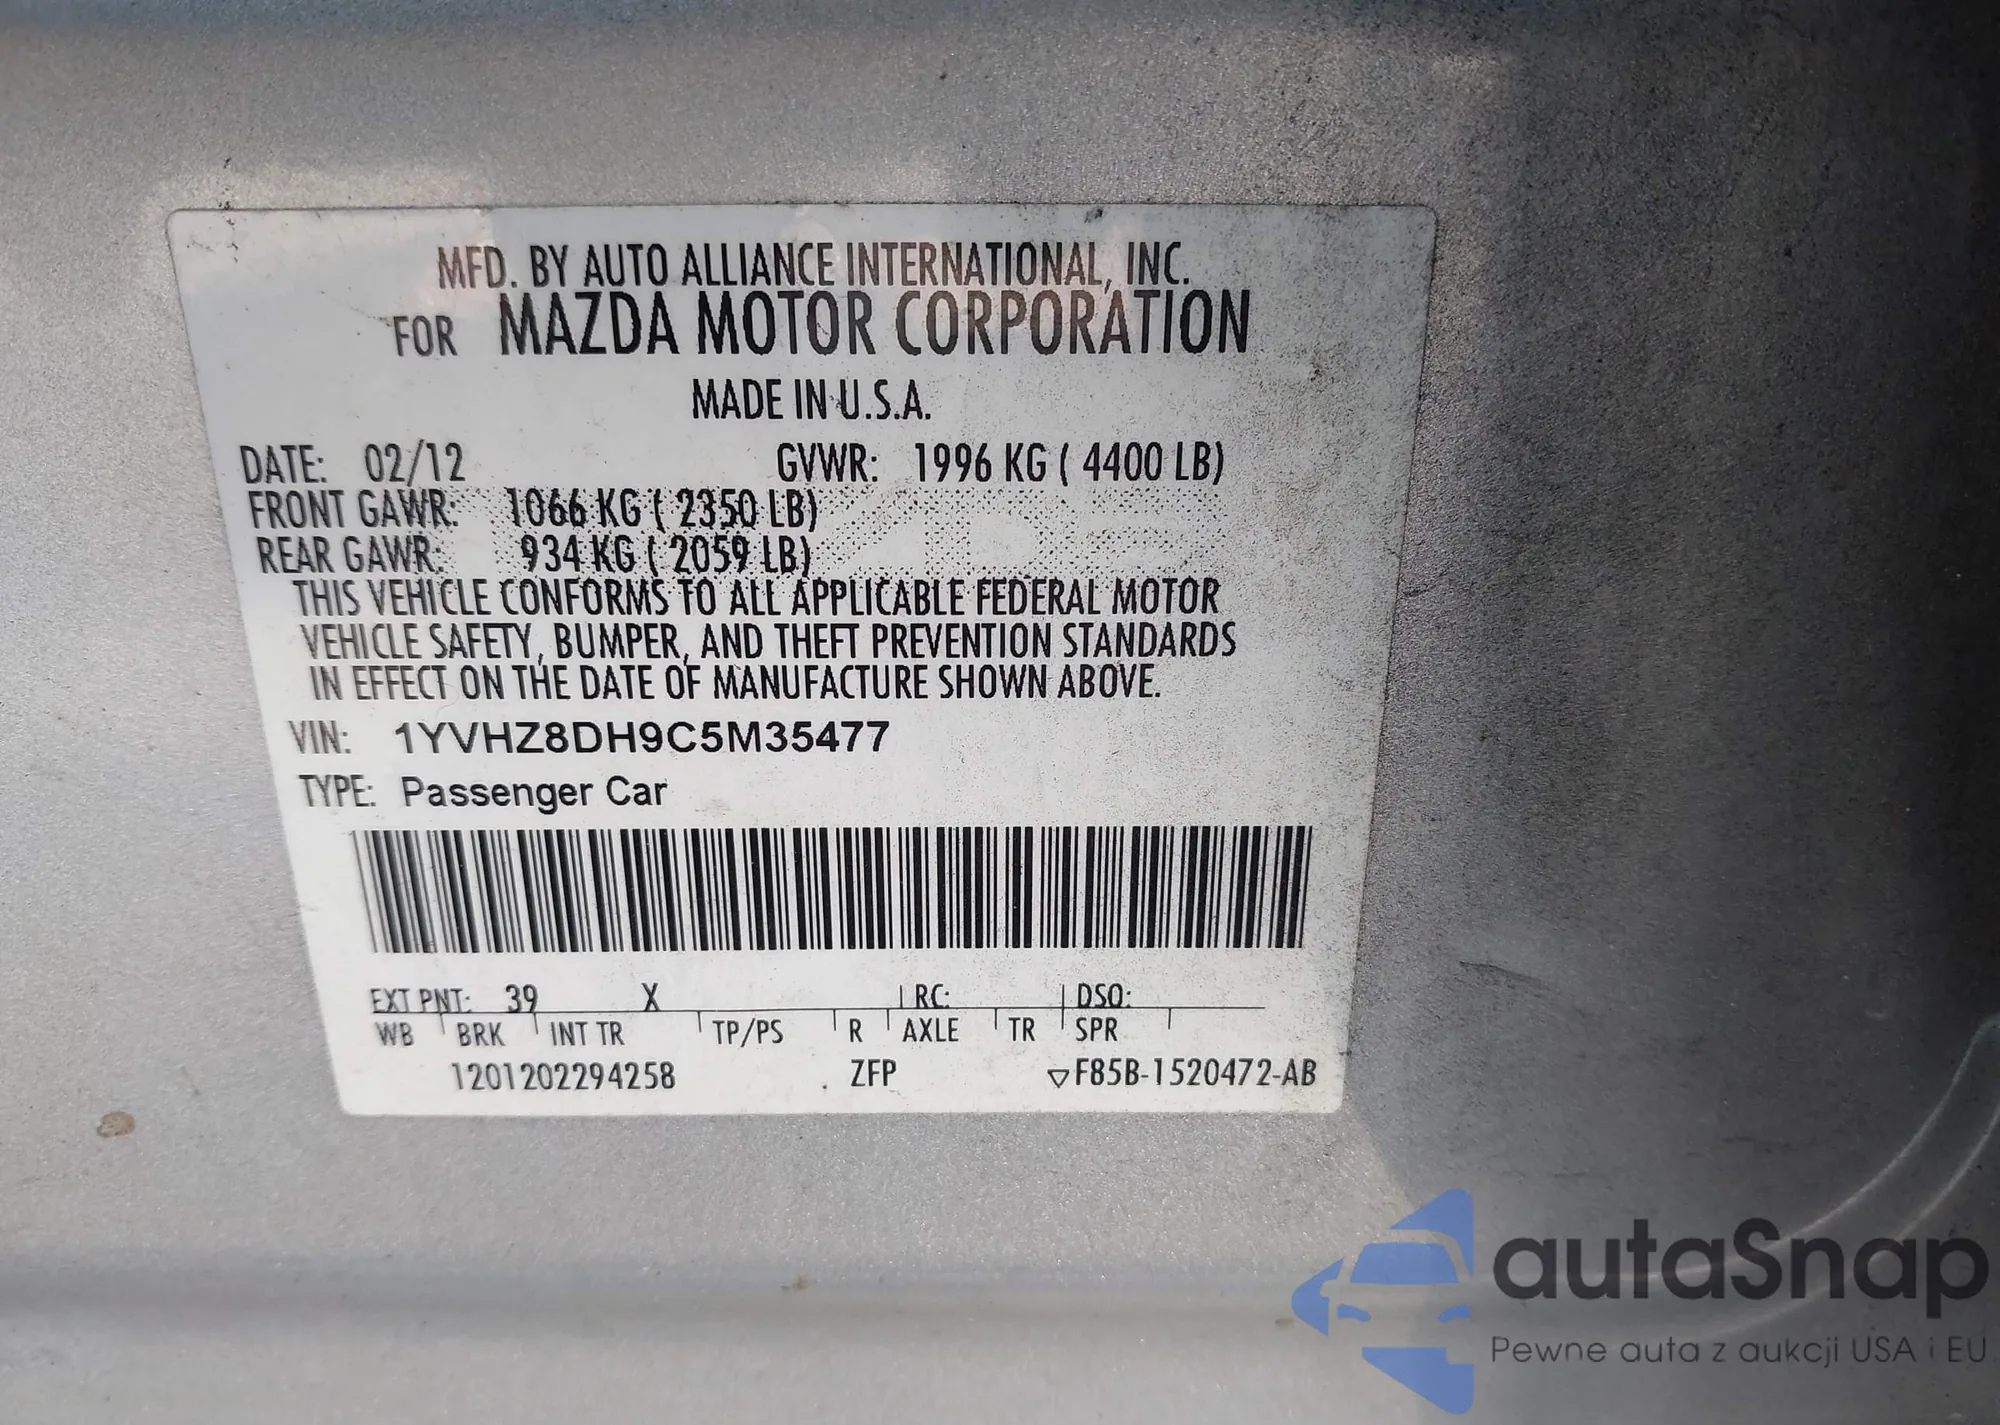 MFD. BY AUTO ALLIANCE INTERNATIONAL, INC.
FOR MAZDA MOTOR CORPORATION
MADE IN U.S.A.
DATE: 02/12 GVWR: 1996 KG ( 4400 LB)
FRONT GAWR: 1066 KG ( 2350 LB)
REAR GAWR: 934 KG ( 2059 LB)
THIS VEHICLE CONFORMS TO ALL APPLICABLE FEDERAL MOTOR
VEHICLE SAFETY, BUMPER, AND THEFT PREVENTION STANDARDS
IN EFFECT ON THE DATE OF MANUFACTURE SHOWN ABOVE.
VIN: 1YVHZ8DH9C5M35477
TYPE: Passenger Car
EXT PNT: 39 X RC: DSO:
WB BRK INT TR TP/PS R AXLE TR SPR
1201202294258 . ZFP ▽F85B-1520472-AB
autaSnap
Pewne auta z aukcji USA i EU